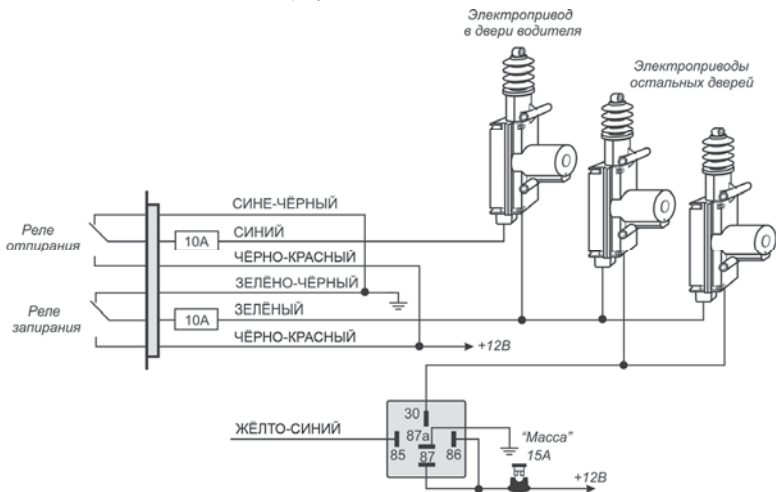 Электропривод
в двери водителя
Электроприводы
остальных дверей
СИНЕ-ЧЁРНЫЙ
Реле
отпирания
10А
СИНИЙ
ЧЁРНО-КРАСНЫЙ
ЗЕЛЁНО-ЧЁРНЫЙ
Реле
запирания
10А
ЗЕЛЁНЫЙ
ЧЁРНО-КРАСНЫЙ
+12В
ЖЁЛТО-СИНИЙ
30
87а
85
87
86
"Масса"
15А
+12В